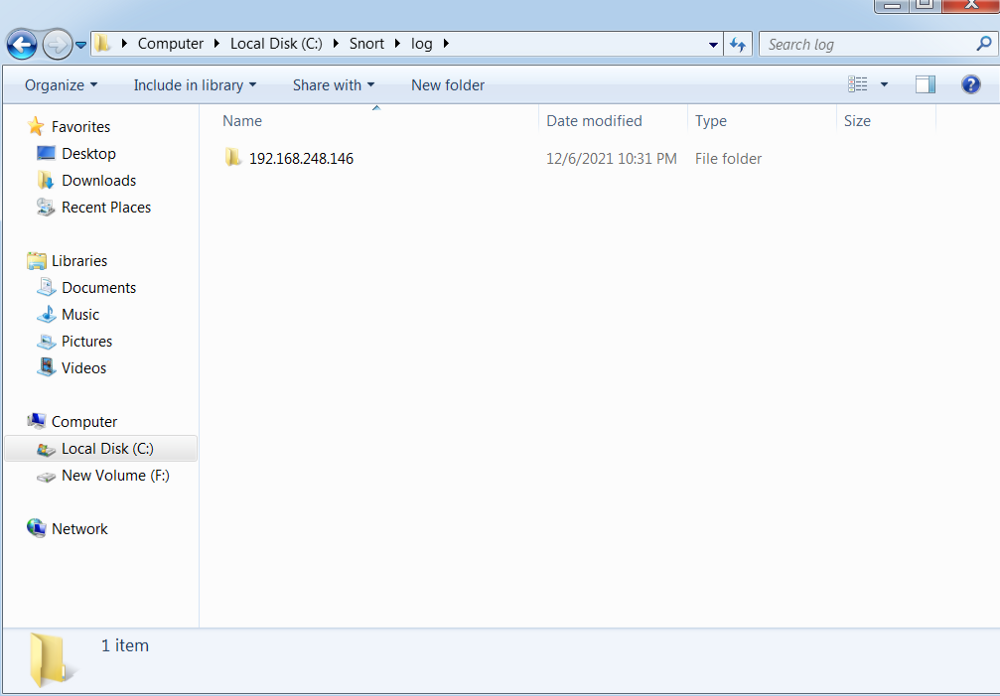 Computer Local Disk (C:) Snort log
Search log
Organize Include in library Share with New folder
Name Date modified Type Size
192.168.248.146 12/6/2021 10:31 PM File folder
Favorites
Desktop
Downloads
Recent Places
Libraries
Documents
Music
Pictures
Videos
Computer
Local Disk (C:)
New Volume (F:)
Network
1 item